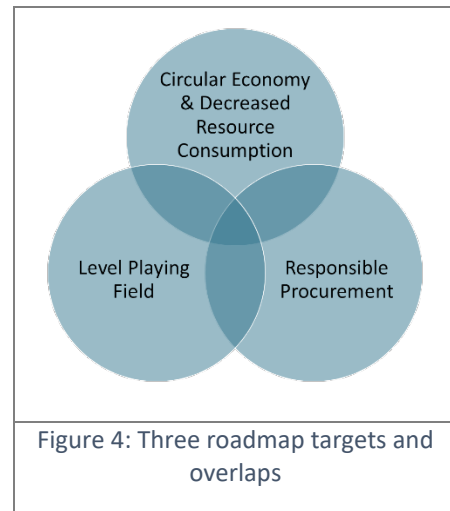 Circular Economy
& Decreased
Resource
Consumption
Level Playing
Field
Responsible
Procurement
Figure 4: Three roadmap targets and
overlaps